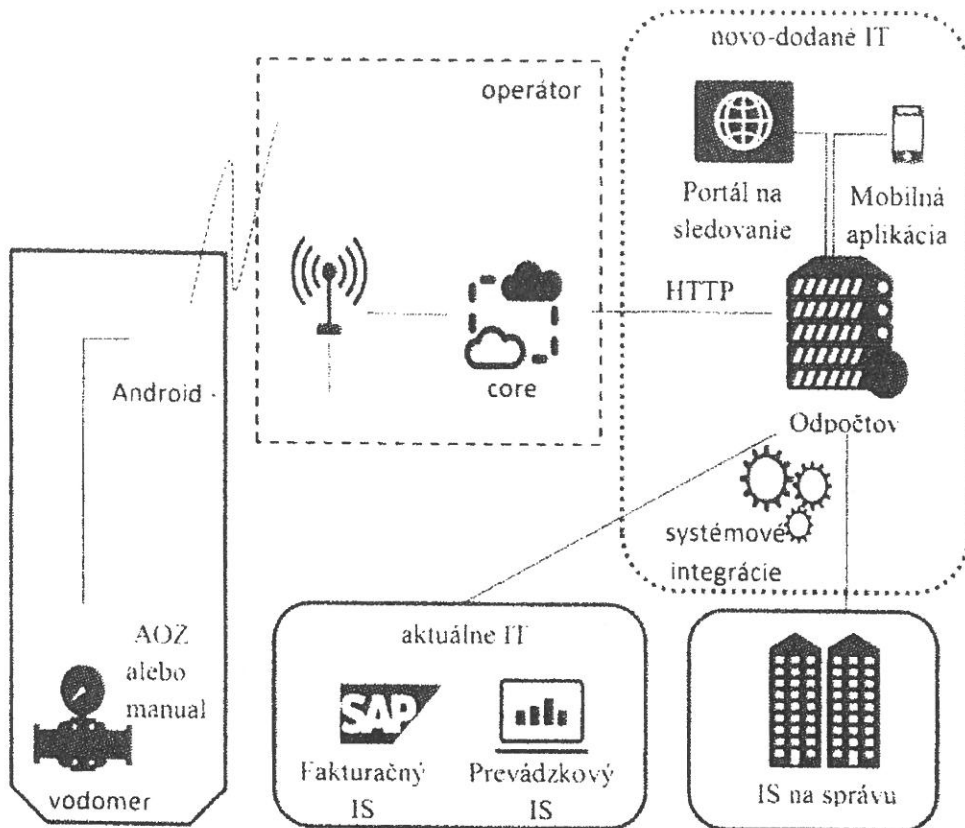 novo-dodané IT
operátor
Portál na
sledovanie
Mobilná
aplikácia
HTTP
Android
core
Odpočtov
systémové
integrácie
AOZ
alebo
manual
vodomer
aktuálne IT
SAP
Fakturačný
IS
Prevádzkový
IS
IS na správu